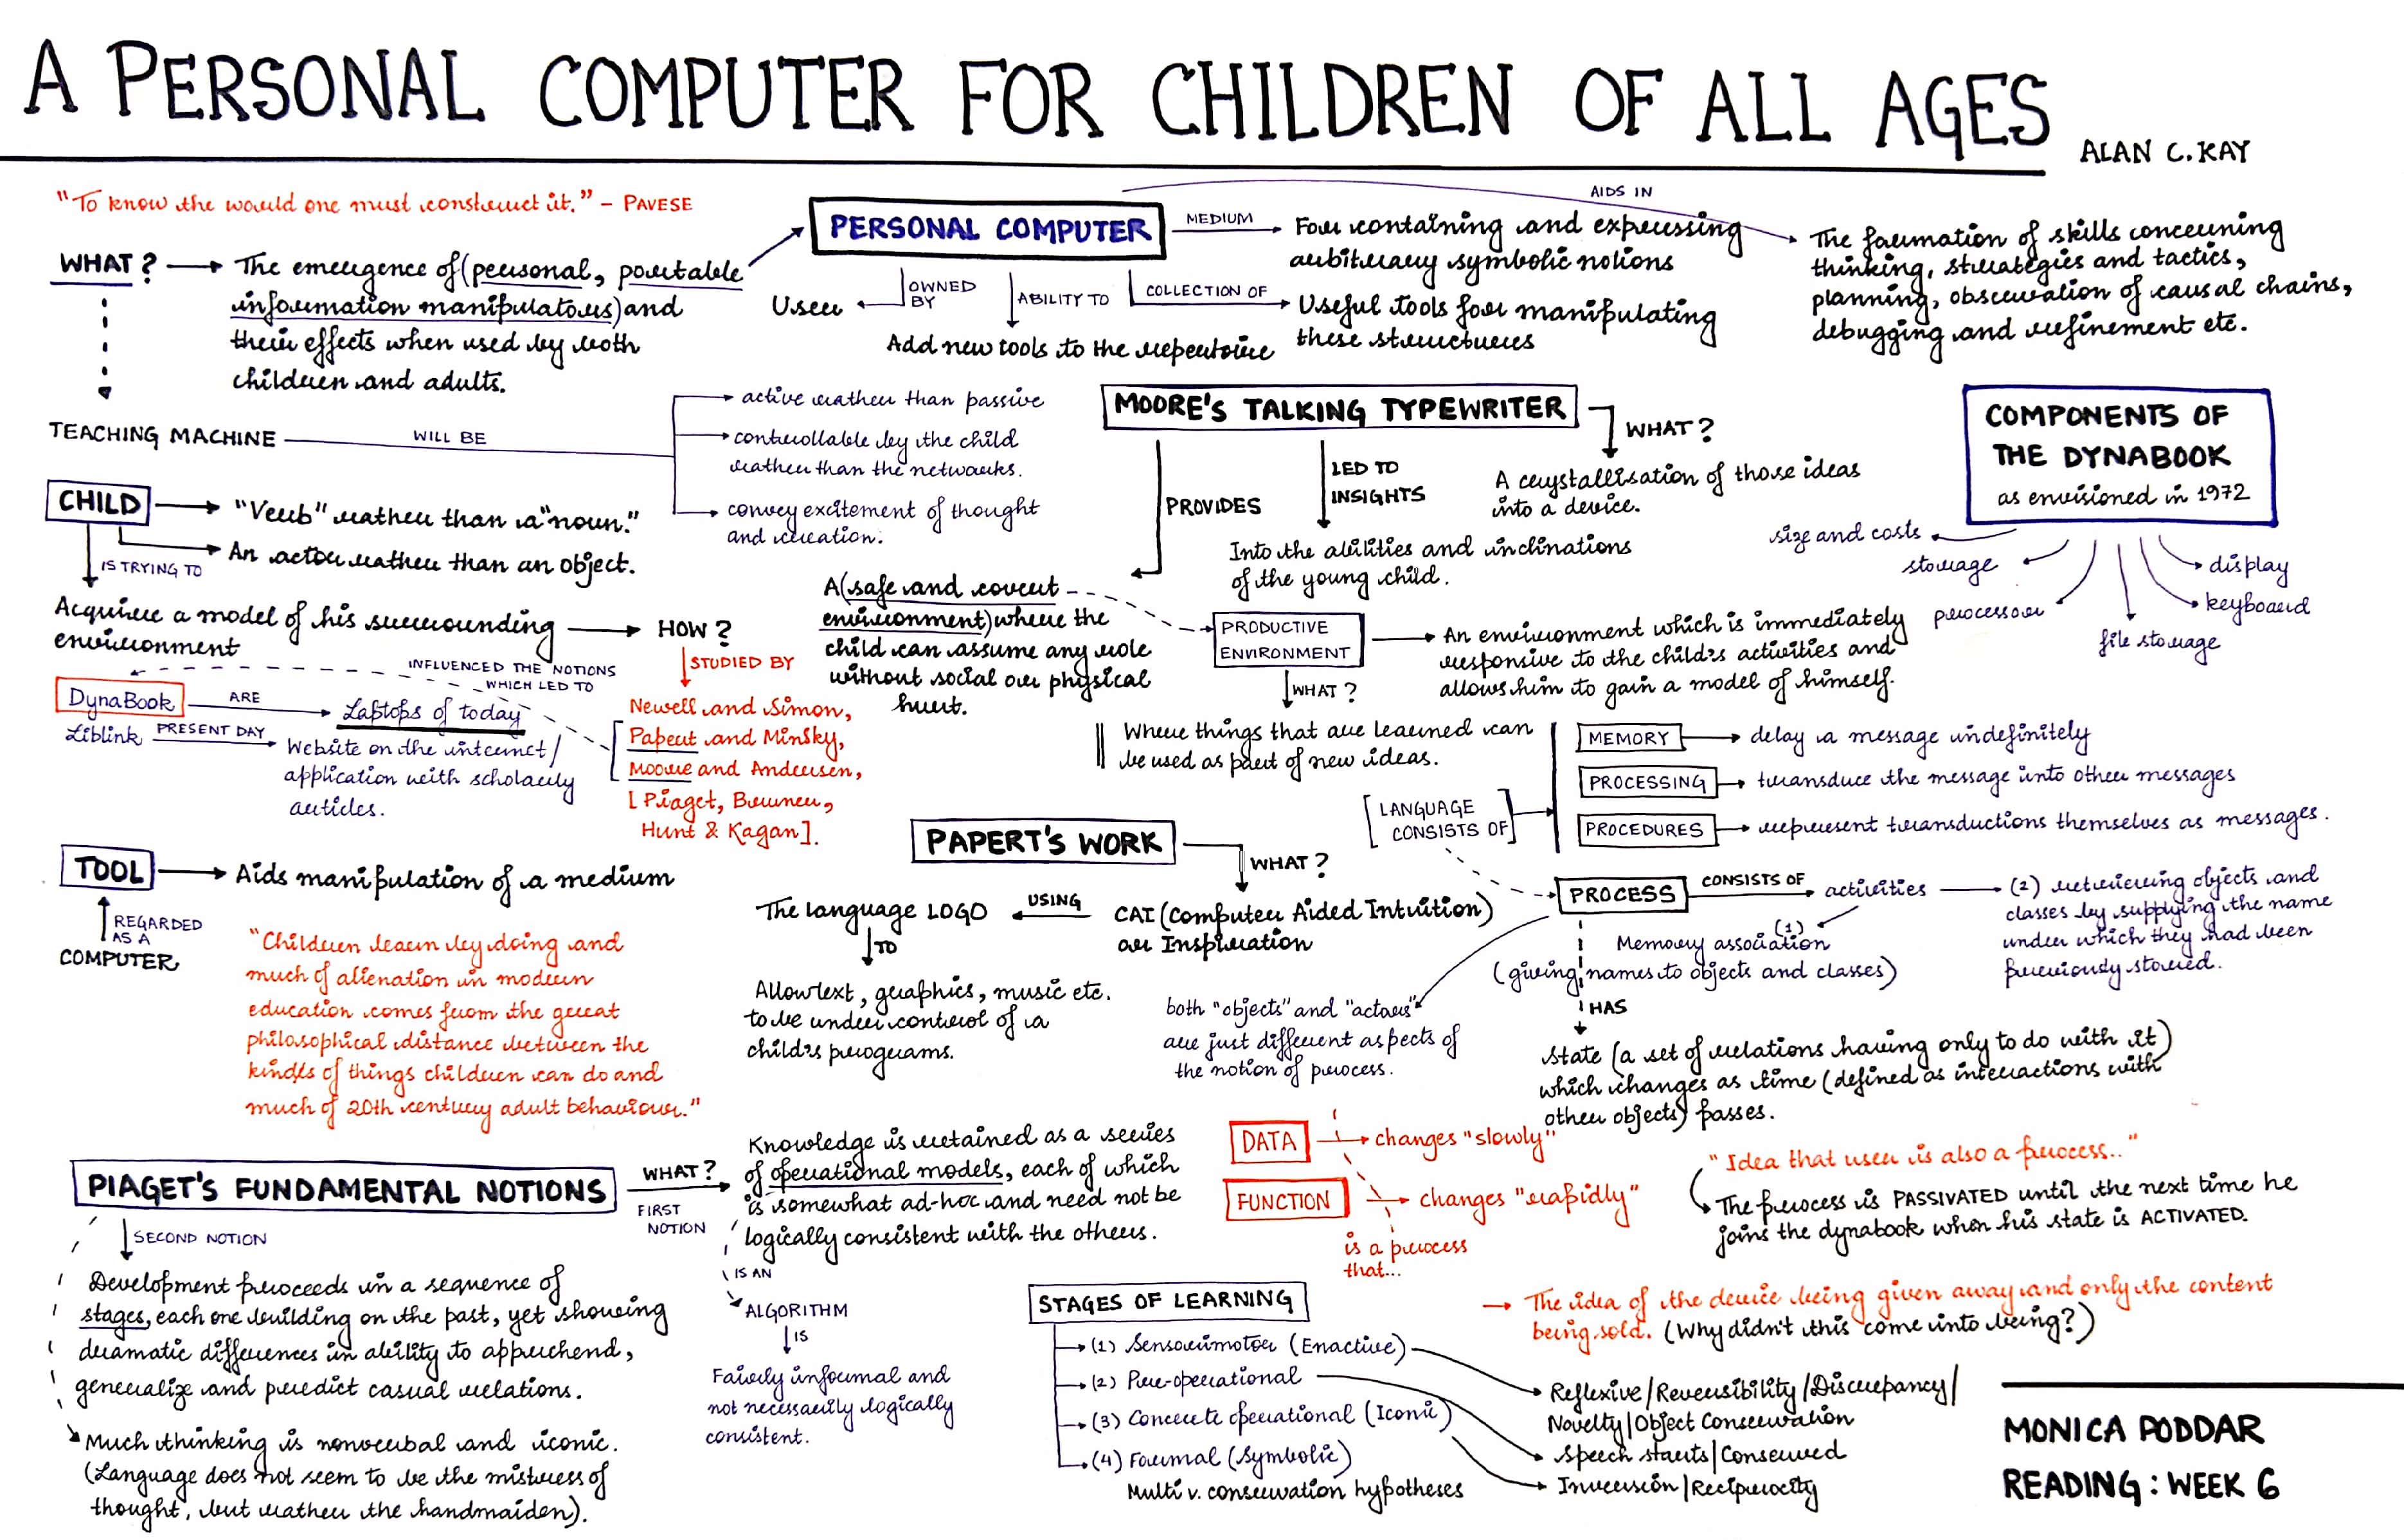 A PERSONAL COMPUTER FOR CHILDREN OF ALL AGES
ALAN C. KAY
"To know the world one must construct it." – PAVESE
WHAT?
The emergence of (personal, portable
information manipulators) and
their effects when used by both
children and adults.
PERSONAL COMPUTER
MEDIUM
For containing and expressing
arbitrary symbolic notions
AIDS IN
The formation of skills concerning
thinking, strategies and tactics,
planning, observation of causal chains,
debugging and refinement etc.
OWNED
BY
User
ABILITY TO
Add new tools to the repertoire
COLLECTION OF
Useful tools for manipulating
these structures
TEACHING MACHINE
WILL BE
active rather than passive
controllable by the child
rather than the networks.
convey excitement of thought
and creation.
CHILD
"Verb" rather than a "noun."
An actor rather than an object.
IS TRYING TO
Acquire a model of his surrounding
environment
HOW?
STUDIED BY
Newell and Simon,
Papert and Minsky,
Moore and Andersen,
[Piaget, Bruner,
Hunt & Kagan].
INFLUENCED THE NOTIONS
WHICH LED TO
DynaBook
ARE
Laptops of today
Liblink
PRESENT DAY
Website on the internet/
application with scholarly
articles.
MOORE'S TALKING TYPEWRITER
WHAT?
A crystallisation of those ideas
into a device.
LED TO
INSIGHTS
Into the abilities and inclinations
of the young child.
PROVIDES
A (safe and covert
environment) where the
child can assume any role
without social or physical
hurt.
PRODUCTIVE
ENVIRONMENT
An environment which is immediately
responsive to the child's activities and
allows him to gain a model of himself.
WHAT?
Where things that are learned can
be used as part of new ideas.
COMPONENTS OF
THE DYNABOOK
as envisioned in 1972
size and costs
storage
processor
file storage
keyboard
display
[LANGUAGE
CONSISTS OF]
MEMORY
delay a message indefinitely
PROCESSING
transduce the message into other messages
PROCEDURES
represent transductions themselves as messages.
TOOL
Aids manipulation of a medium
REGARDED
AS A
COMPUTER
"Children learn by doing and
much of alienation in modern
education comes from the great
philosophical distance between the
kinds of things children can do and
much of 20th century adult behaviour."
PAPERT'S WORK
WHAT?
CAI (Computer Aided Intuition)
or Inspiration
USING
The language LOGO
TO
Allow text, graphics, music etc.
to be under control of a
child's programs.
PROCESS
CONSISTS OF
activities
(1)
Memory association
(giving names to objects and classes)
(2) retrieving objects and
classes by supplying the name
under which they had been
previously stored.
both "objects" and "actors"
are just different aspects of
the notion of process.
HAS
state (a set of relations having only to do with it)
which changes as time (defined as interactions with
other objects) passes.
DATA
changes "slowly"
FUNCTION
changes "rapidly"
is a process
that...
"Idea that user is also a process.."
The process is PASSIVATED until the next time he
joins the dynabook when his state is ACTIVATED.
PIAGET'S FUNDAMENTAL NOTIONS
WHAT?
FIRST
NOTION
Knowledge is retained as a series
of operational models, each of which
is somewhat ad-hoc and need not be
logically consistent with the others.
IS AN
ALGORITHM
IS
Fairly informal and
not necessarily logically
consistent.
SECOND NOTION
Development proceeds in a sequence of
stages, each one building on the past, yet showing
dramatic differences in ability to apprehend,
generalize and predict casual relations.
Much thinking is nonverbal and iconic.
(Language does not seem to be the mistress of
thought, but rather the handmaiden).
STAGES OF LEARNING
(1) Sensorimotor (Enactive)
(2) Pre-operational
(3) Concrete operational (Iconic)
(4) Formal (Symbolic)
Multi v. conservation hypotheses
Reflexive/Reversibility/Discrepancy/
Novelty/Object Conservation
Speech starts/Conserved
Inversion/Reciprocity
The idea of the device being given away and only the content
being sold. (Why didn't this come into being?)
MONICA PODDAR
READING: WEEK 6